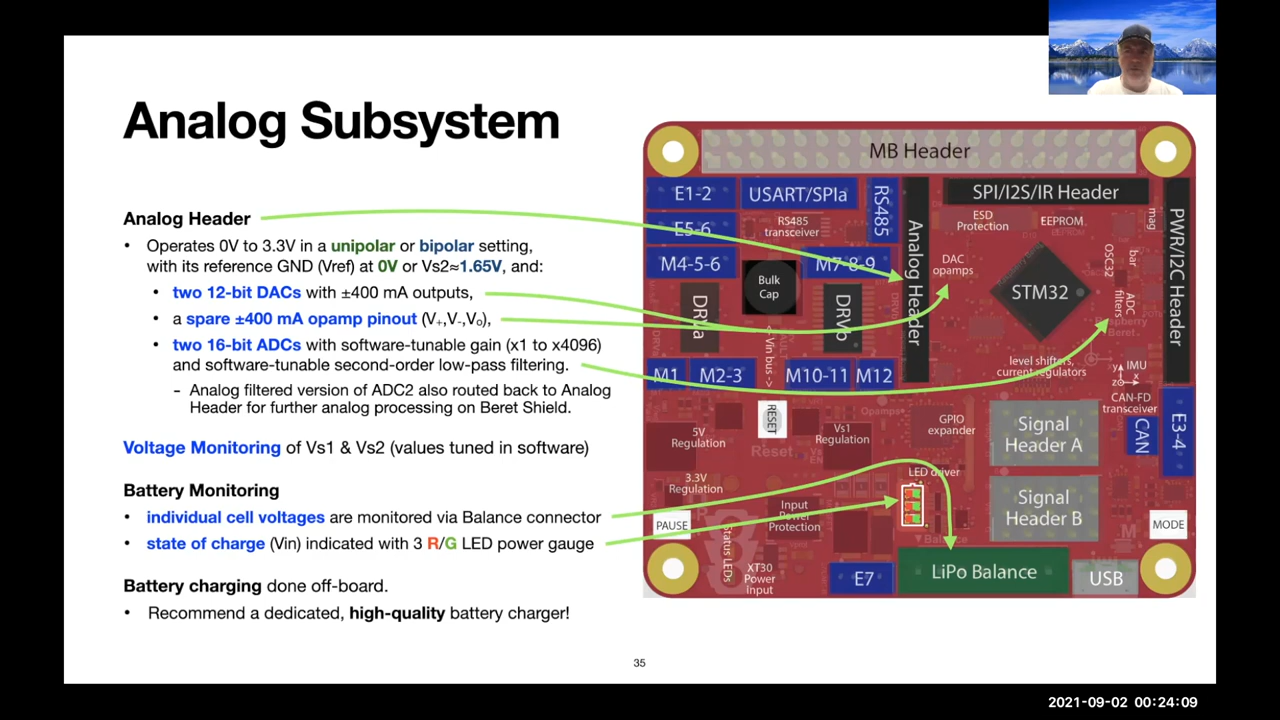 Analog Subsystem
Analog Header
• Operates 0V to 3.3V in a unipolar or bipolar setting,
with its reference GND (Vref) at 0V or Vs2≈1.65V, and:
• two 12-bit DACs with ±400 mA outputs,
• a spare ±400 mA opamp pinout (V+,V-,Vo),
• two 16-bit ADCs with software-tunable gain (x1 to x4096)
and software-tunable second-order low-pass filtering.
– Analog filtered version of ADC2 also routed back to Analog
Header for further analog processing on Beret Shield.
Voltage Monitoring of Vs1 & Vs2 (values tuned in software)
Battery Monitoring
• individual cell voltages are monitored via Balance connector
• state of charge (Vin) indicated with 3 R/G LED power gauge
Battery charging done off-board.
• Recommend a dedicated, high-quality battery charger!
MB Header
E1-2
USART/SPIa
RS485
Analog Header
SPI/I2S/IR Header
PWR/I2C Header
E5-6
RS485
transceiver
ESD
Protection
EEPROM
mag
M4-5-6
Bulk
Cap
M7-8-9
DAC
opamps
STM32
OSC32
bar
ADC
filters
DRVa
DRVb
<-- Vin bus -->
level shifters,
current regulators
IMU
y
z
x
M1
M2-3
M10-11
M12
CAN-FD
transceiver
RESET
Reset
Opamps
5V
Regulation
Vs1
Regulation
GPIO
expander
Signal
Header A
CAN
E3-4
3.3V
Regulation
LED driver
Input
Power
Protection
Signal
Header B
PAUSE
MODE
Status LEDs
Balance
XT30
Power
Input
E7
LiPo Balance
USB
35
2021-09-02 00:24:09